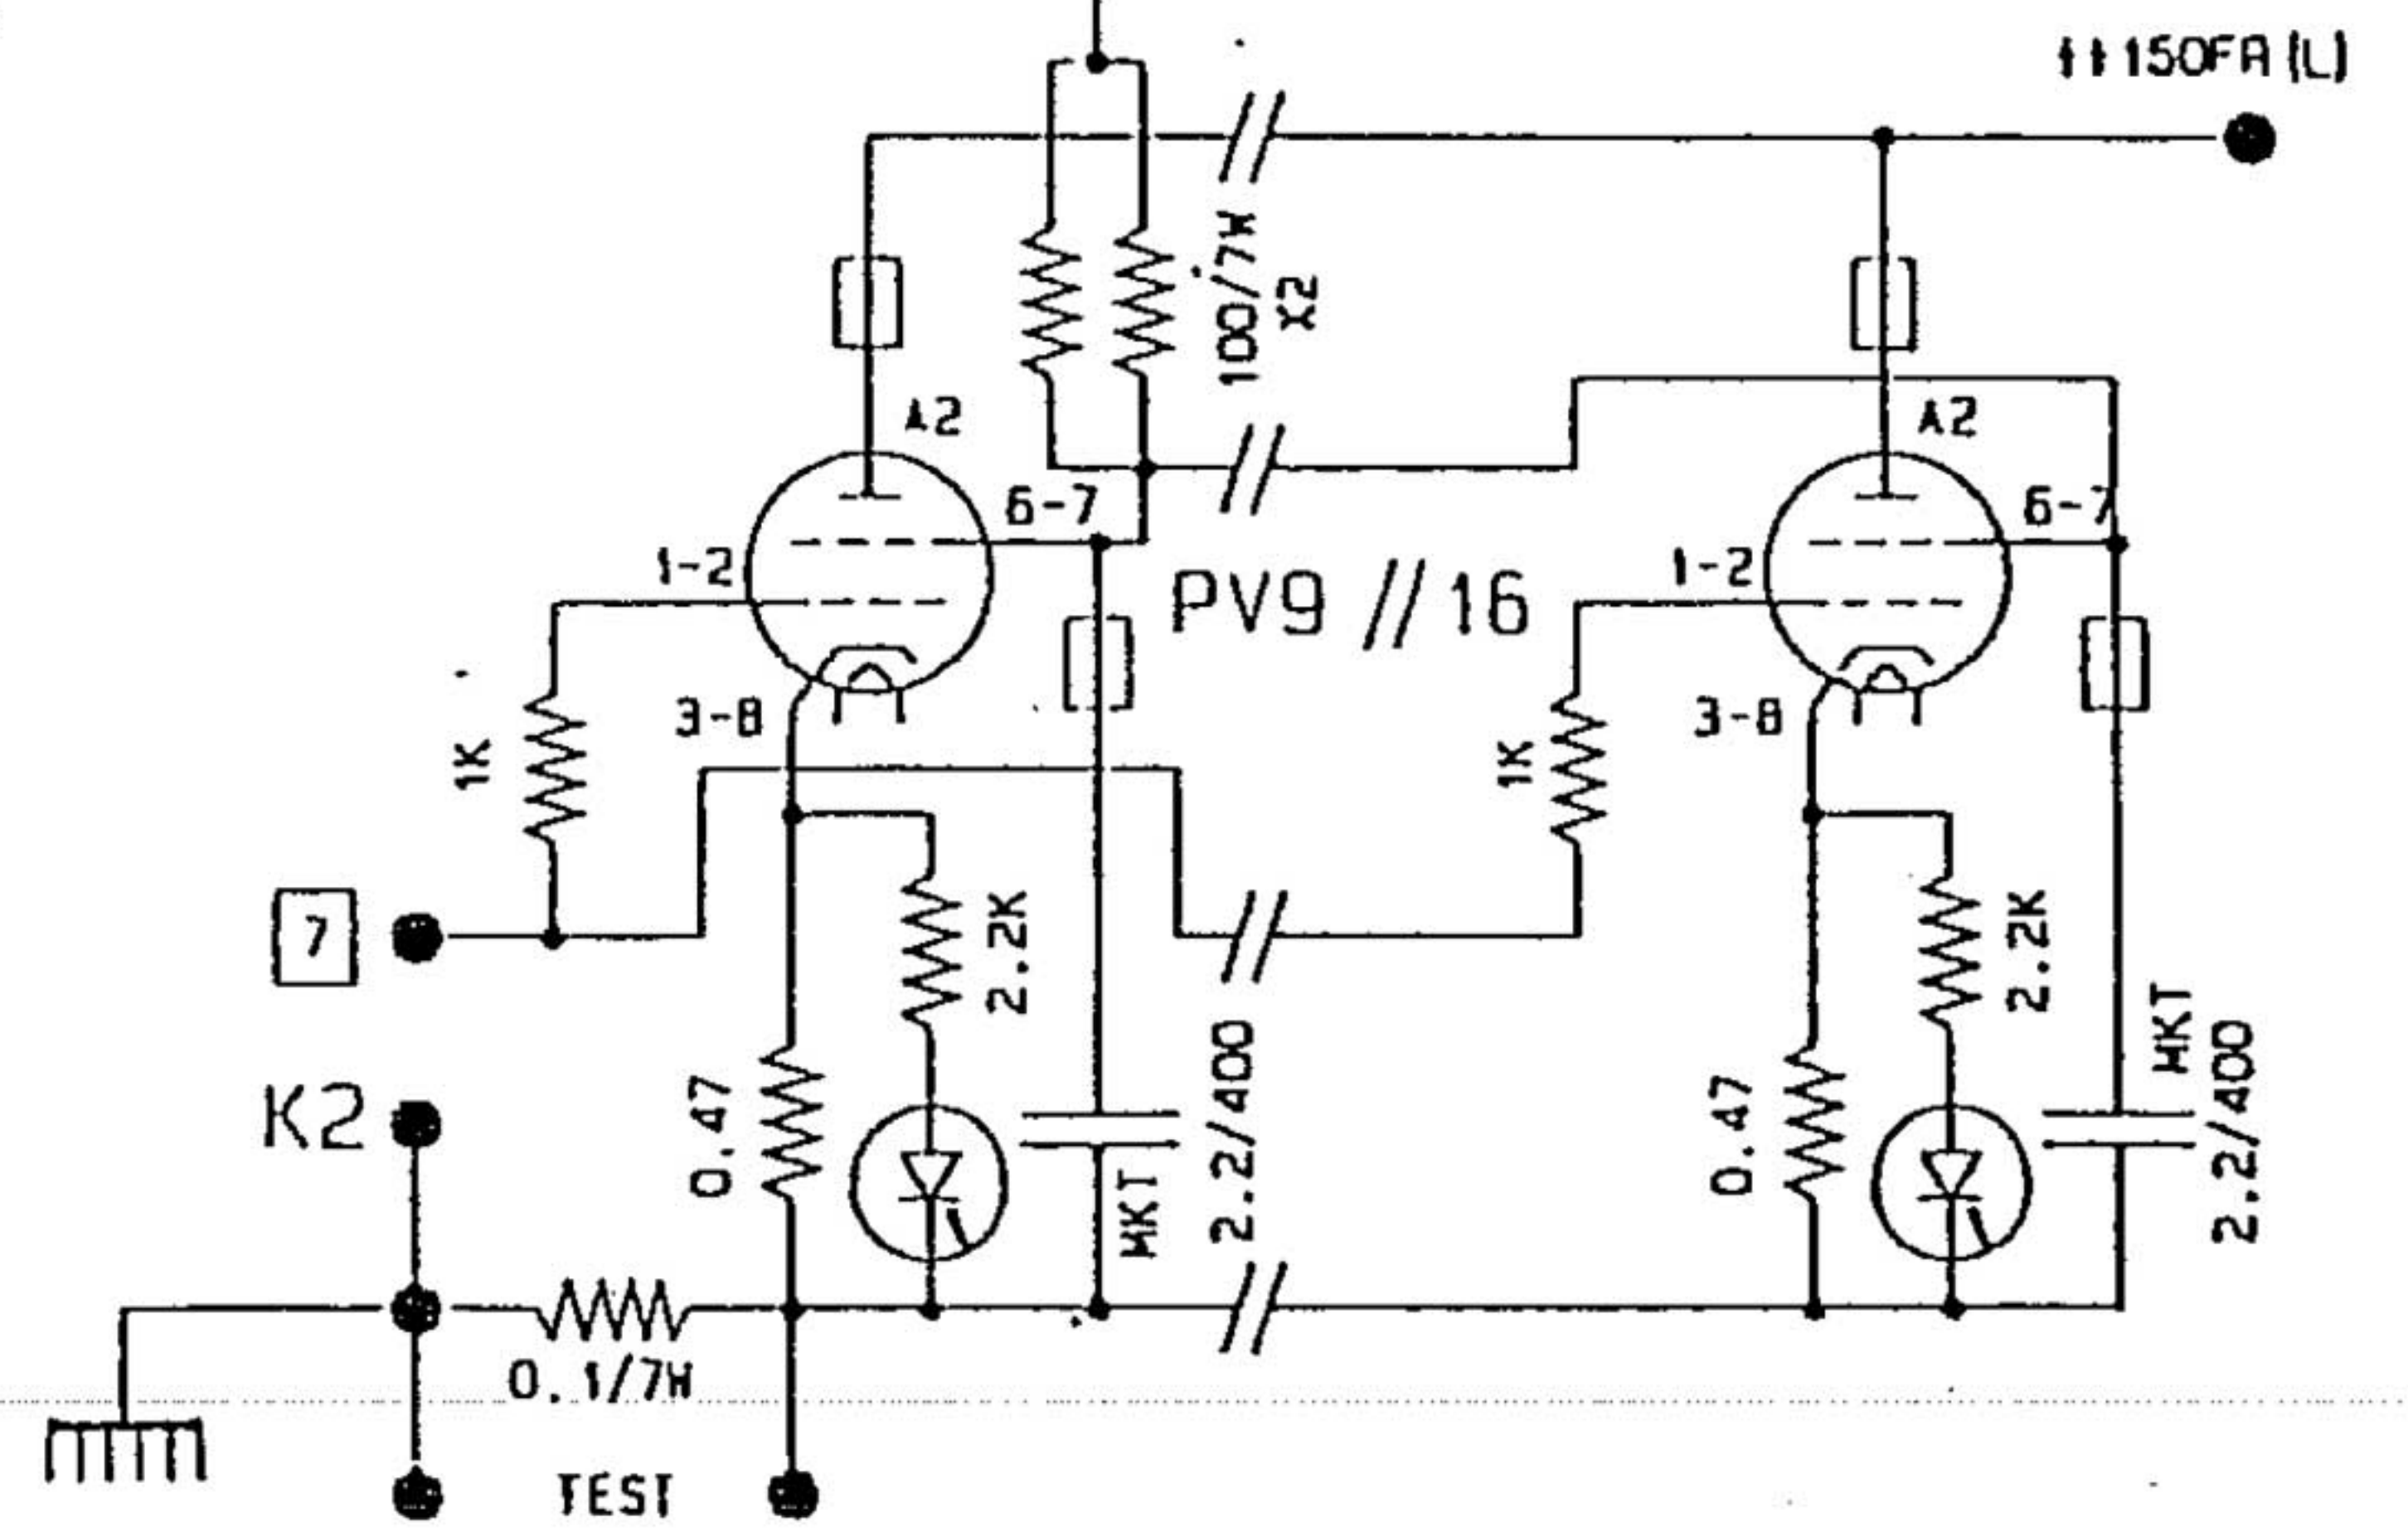 ††150FA(L)
100/7W
X2
A2
A2
6-7
6-7
1-2
PV9 //16
1-2
3-8
3-8
1K
1K
7
2.2K
2.2K
K2
0.47
MKT
2.2/400
0.47
MKT
2.2/400
0.1/7W
TEST